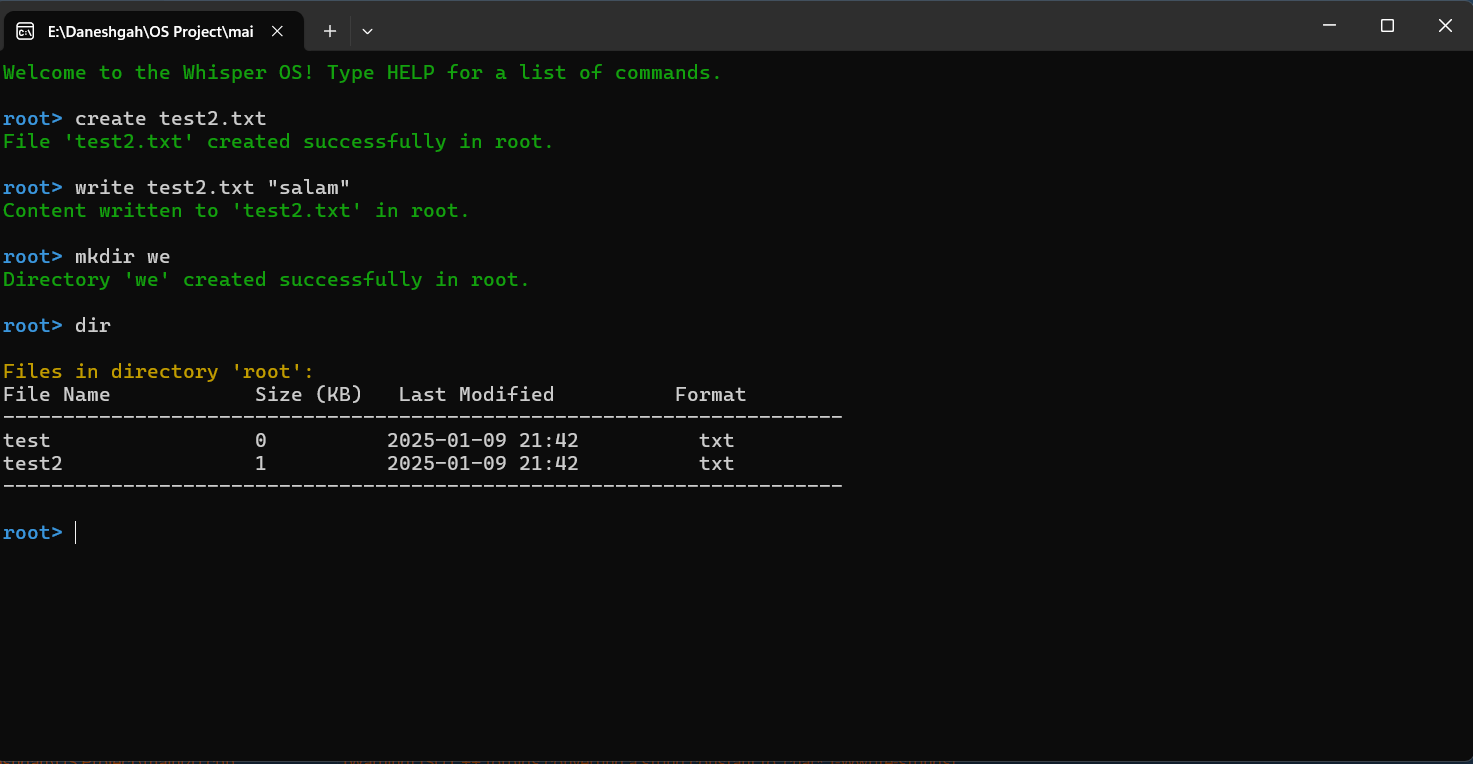 E:\Daneshgah\OS Project\mai
Welcome to the Whisper OS! Type HELP for a list of commands.
root> create test2.txt
File 'test2.txt' created successfully in root.
root> write test2.txt "salam"
Content written to 'test2.txt' in root.
root> mkdir we
Directory 'we' created successfully in root.
root> dir
Files in directory 'root':
File Name Size (KB) Last Modified Format
----------------------------------------------------------------------
test 0 2025-01-09 21:42 txt
test2 1 2025-01-09 21:42 txt
----------------------------------------------------------------------
root>